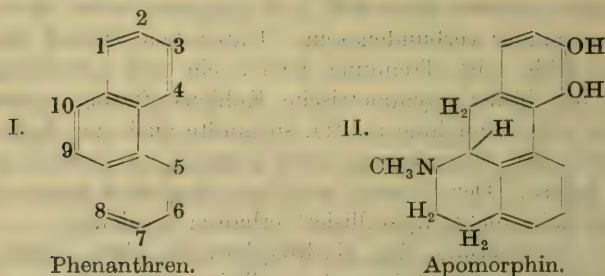 2
1 3
OH
10 4
OH
H₂
I. II. H
9
5 CH₃N
8 6 H₂
7 H₂
Phenanthren. Apomorphin.